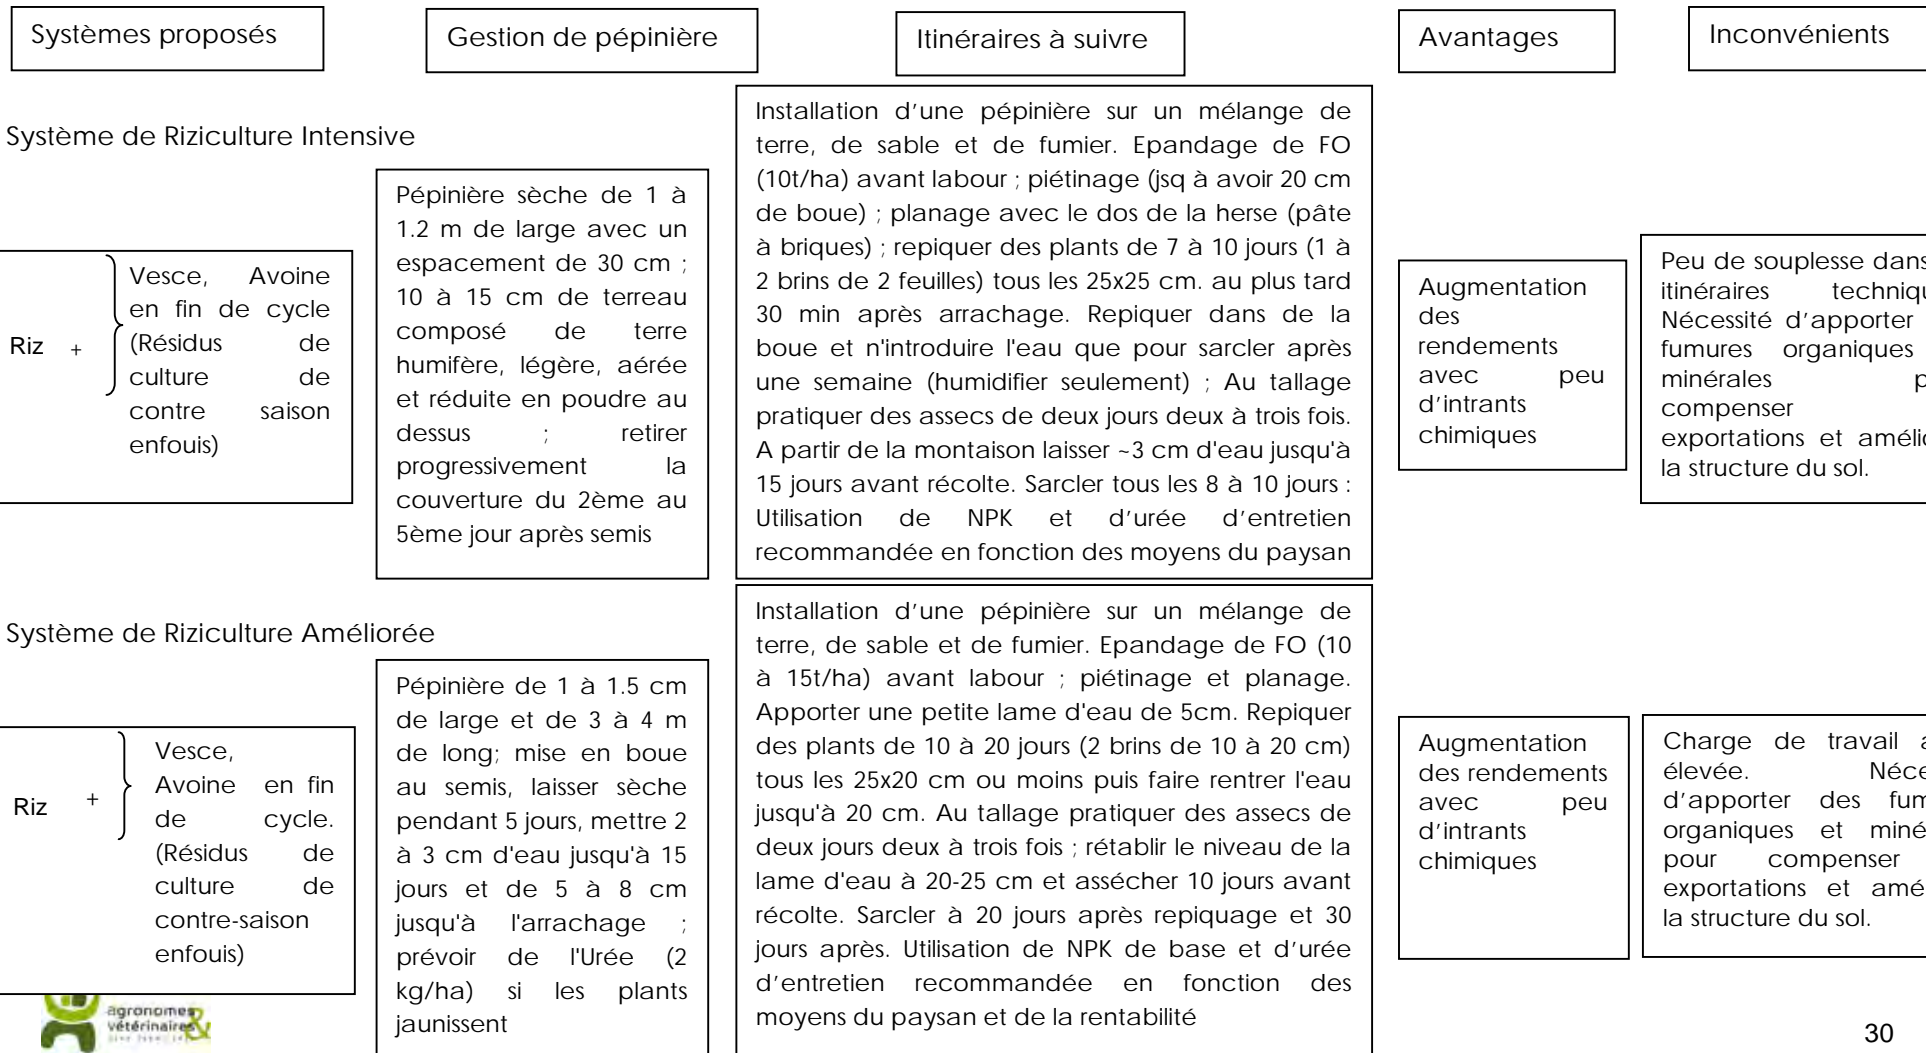 Systèmes proposés
Gestion de pépinière
Itinéraires à suivre
Avantages
Inconvénients
Système de Riziculture Intensive
Riz +
Vesce, Avoine
en fin de cycle
(Résidus de
culture de
contre saison
enfouis)
Pépinière sèche de 1 à
1.2 m de large avec un
espacement de 30 cm ;
10 à 15 cm de terreau
composé de terre
humifère, légère, aérée
et réduite en poudre au
dessus ; retirer
progressivement la
couverture du 2ème au
5ème jour après semis
Installation d’une pépinière sur un mélange de
terre, de sable et de fumier. Epandage de FO
(10t/ha) avant labour ; piétinage (jsq à avoir 20 cm
de boue) ; planage avec le dos de la herse (pâte
à briques) ; repiquer des plants de 7 à 10 jours (1 à
2 brins de 2 feuilles) tous les 25x25 cm. au plus tard
30 min après arrachage. Repiquer dans de la
boue et n'introduire l'eau que pour sarcler après
une semaine (humidifier seulement) ; Au tallage
pratiquer des assecs de deux jours deux à trois fois.
A partir de la montaison laisser ~3 cm d'eau jusqu'à
15 jours avant récolte. Sarcler tous les 8 à 10 jours :
Utilisation de NPK et d’urée d’entretien
recommandée en fonction des moyens du paysan
Augmentation
des
rendements
avec peu
d’intrants
chimiques
Peu de souplesse dans
itinéraires
Nécessité d’apporter
fumures organiques
minérales
compenser
exportations et
la structure du sol.
Système de Riziculture Améliorée
Riz +
Vesce,
Avoine en fin
de cycle.
(Résidus de
culture de
contre-saison
enfouis)
Pépinière de 1 à 1.5 cm
de large et de 3 à 4 m
de long; mise en boue
au semis, laisser sèche
pendant 5 jours, mettre 2
à 3 cm d'eau jusqu'à 15
jours et de 5 à 8 cm
jusqu'à l'arrachage ;
prévoir de l'Urée (2
kg/ha) si les plants
jaunissent
Installation d’une pépinière sur un mélange de
terre, de sable et de fumier. Epandage de FO (10
à 15t/ha) avant labour ; piétinage et planage.
Apporter une petite lame d'eau de 5cm. Repiquer
des plants de 10 à 20 jours (2 brins de 10 à 20 cm)
tous les 25x20 cm ou moins puis faire rentrer l'eau
jusqu'à 20 cm. Au tallage pratiquer des assecs de
deux jours deux à trois fois ; rétablir le niveau de la
lame d'eau à 20-25 cm et assécher 10 jours avant
récolte. Sarcler à 20 jours après repiquage et 30
jours après. Utilisation de NPK de base et d’urée
d’entretien recommandée en fonction des
moyens du paysan et de la rentabilité
Augmentation
des rendements
avec peu
d’intrants
chimiques
Charge de travail
élevée.
d’apporter des
organiques et
pour compenser
exportations et
la structure du sol.
agronomes
vétérinaires
30